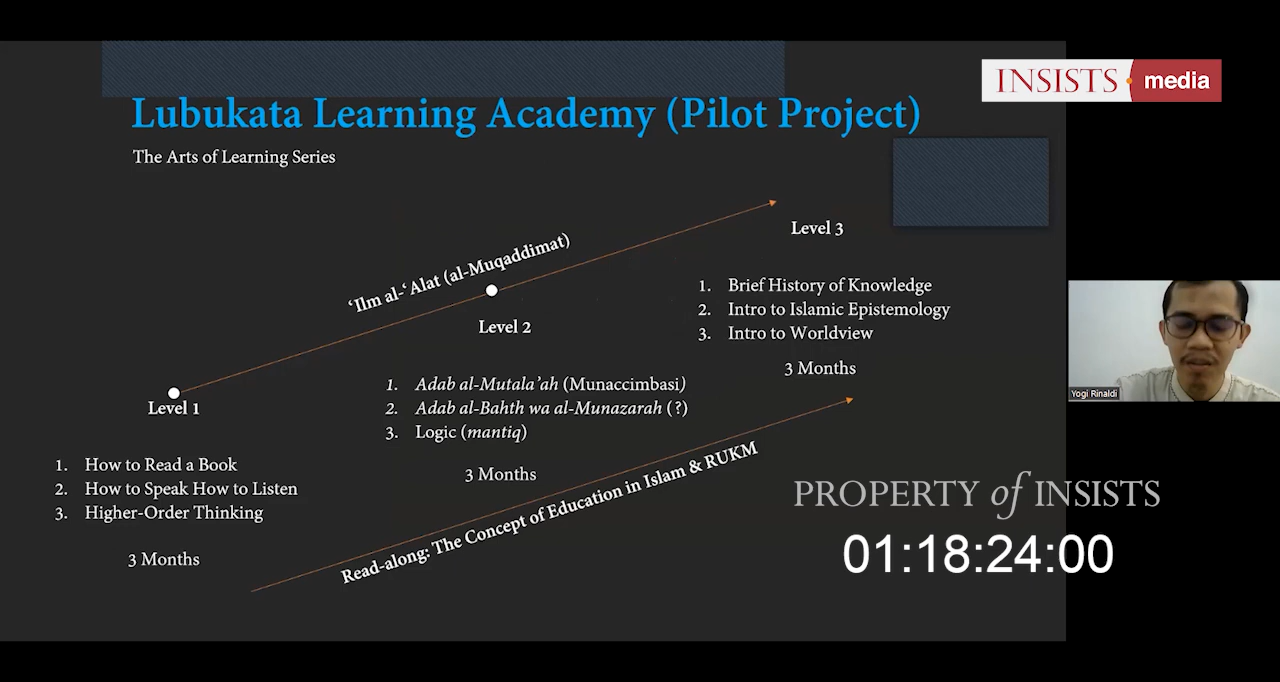 INSISTS media
Lubukata Learning Academy (Pilot Project)
The Arts of Learning Series
'Ilm al-'Alat (al-Muqaddimat)
Level 1
1. How to Read a Book
2. How to Speak How to Listen
3. Higher-Order Thinking
3 Months
Level 2
1. Adab al-Mutala'ah (Munaccimbasi)
2. Adab al-Bahth wa al-Munazarah (?)
3. Logic (mantiq)
3 Months
Level 3
1. Brief History of Knowledge
2. Intro to Islamic Epistemology
3. Intro to Worldview
3 Months
Read-along: The Concept of Education in Islam & RUKM
Yogi Rinaldi
PROPERTY of INSISTS
01:18:24:00